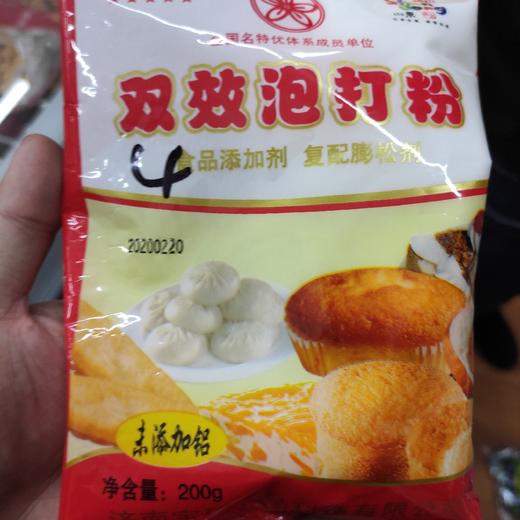 国名特优体系成员单位
双效泡打粉
4
食品添加剂 复配膨松剂
20200220
未添加铝
净含量：200g